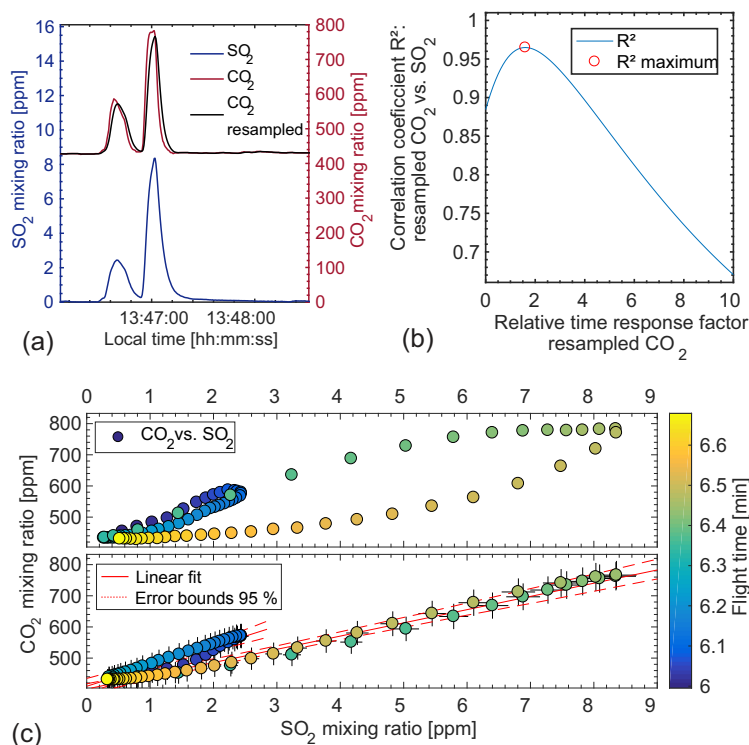 16
14
12
10
8
6
4
2
0
SO2 mixing ratio [ppm]
SO2
CO2
CO2
resampled
800
700
600
500
400
300
200
100
0
CO2 mixing ratio [ppm]
13:47:00 13:48:00
Local time [hh:mm:ss]
(a)
1
0.95
0.9
0.85
0.8
0.75
0.7
Correlation coeficcient R²:
resampled CO2 vs. SO2
R²
R² maximum
0 2 4 6 8 10
Relative time response factor
resampled CO2
(b)
0 1 2 3 4 5 6 7 8 9
800
700
600
500
CO2 vs. SO2
800
700
600
500
CO2 mixing ratio [ppm]
Linear fit
Error bounds 95 %
0 1 2 3 4 5 6 7 8 9
SO2 mixing ratio [ppm]
6.6
6.5
6.4
6.3
6.2
6.1
6
Flight time [min]
(c)